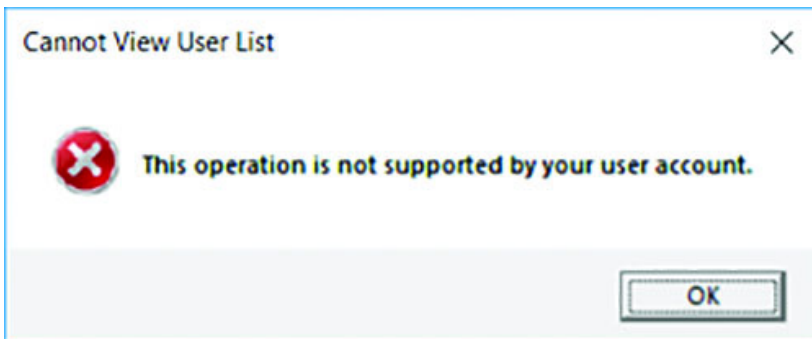 Cannot View User List
This operation is not supported by your user account.
OK